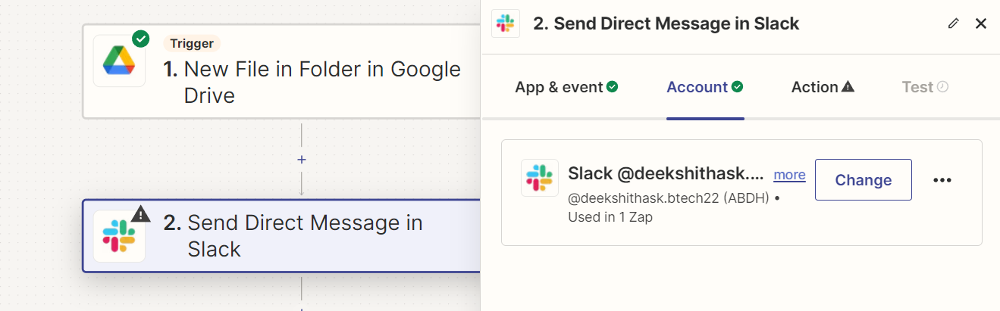 Trigger
1. New File in Folder in Google
Drive
+
2. Send Direct Message in
Slack
2. Send Direct Message in Slack
App & event
Account
Action
Test
Slack @deekshithask.... more
@deekshithask.btech22 (ABDH) •
Used in 1 Zap
Change